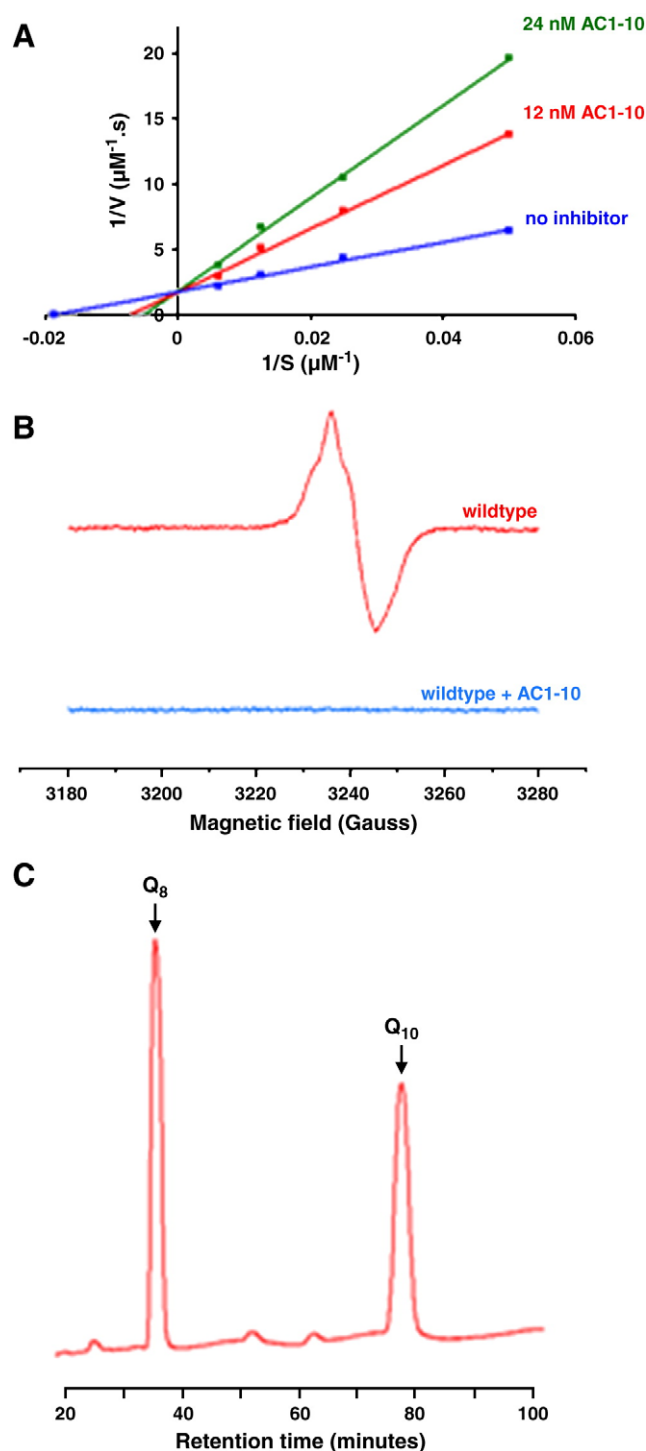 A
24 nM AC1-10
12 nM AC1-10
no inhibitor
1/V (µM⁻¹.s)
20
15
10
5
0
-0.02 0 0.02 0.04 0.06
1/S (µM⁻¹)
B
wildtype
wildtype + AC1-10
3180 3200 3220 3240 3260 3280
Magnetic field (Gauss)
C
Q₈
Q₁₀
20 40 60 80 100
Retention time (minutes)